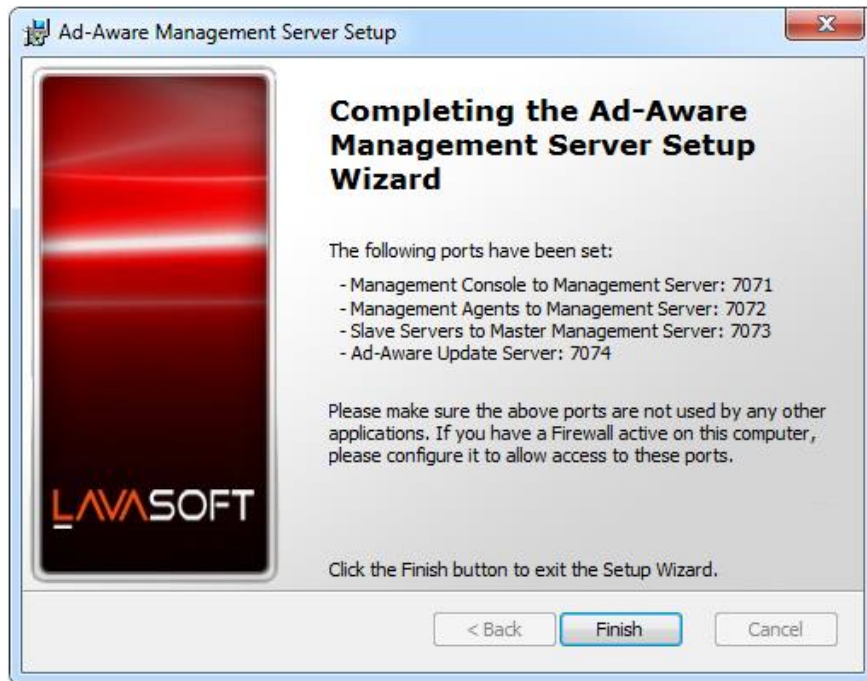 Ad-Aware Management Server Setup
Completing the Ad-Aware
Management Server Setup
Wizard
The following ports have been set:
- Management Console to Management Server: 7071
- Management Agents to Management Server: 7072
- Slave Servers to Master Management Server: 7073
- Ad-Aware Update Server: 7074
Please make sure the above ports are not used by any other
applications. If you have a Firewall active on this computer,
please configure it to allow access to these ports.
LAVASOFT
Click the Finish button to exit the Setup Wizard.
< Back Finish Cancel